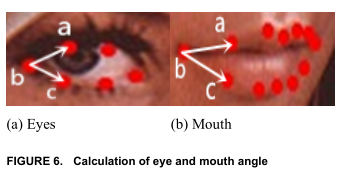 a
b
c
a
b
c
(a) Eyes
(b) Mouth
FIGURE 6. Calculation of eye and mouth angle